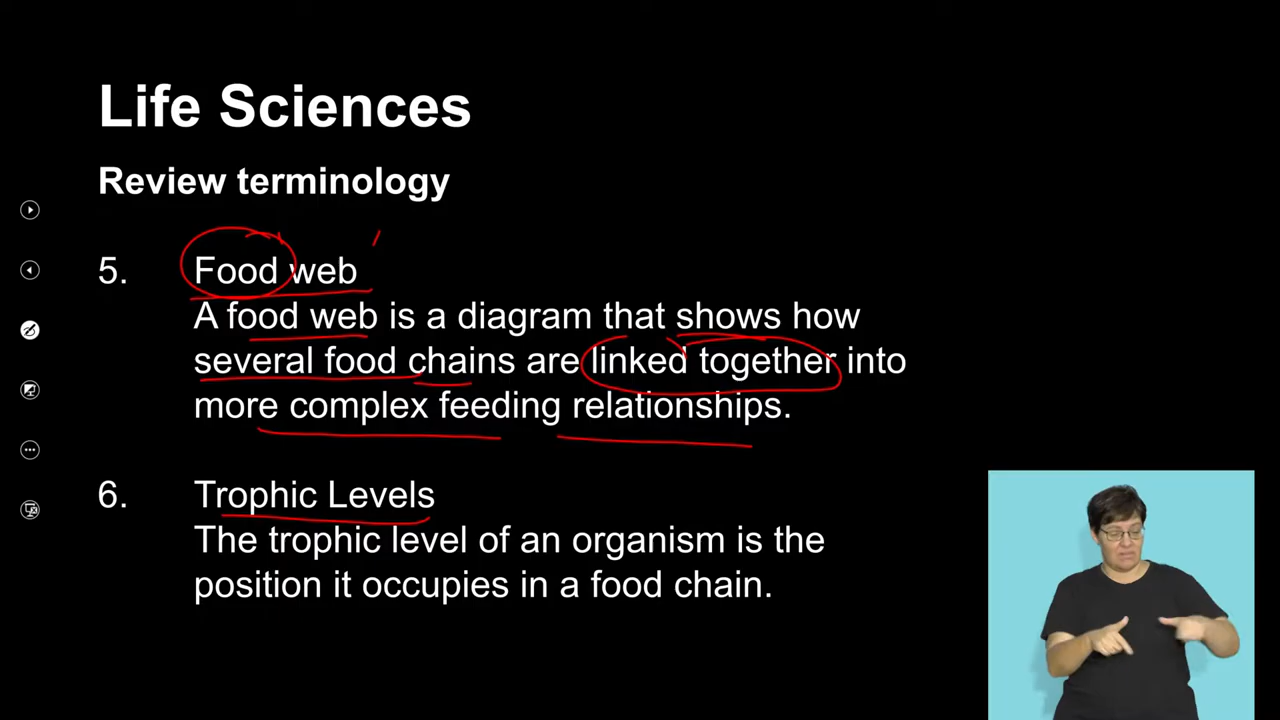 Life Sciences
Review terminology
5. Food web
A food web is a diagram that shows how
several food chains are linked together into
more complex feeding relationships.
6. Trophic Levels
The trophic level of an organism is the
position it occupies in a food chain.